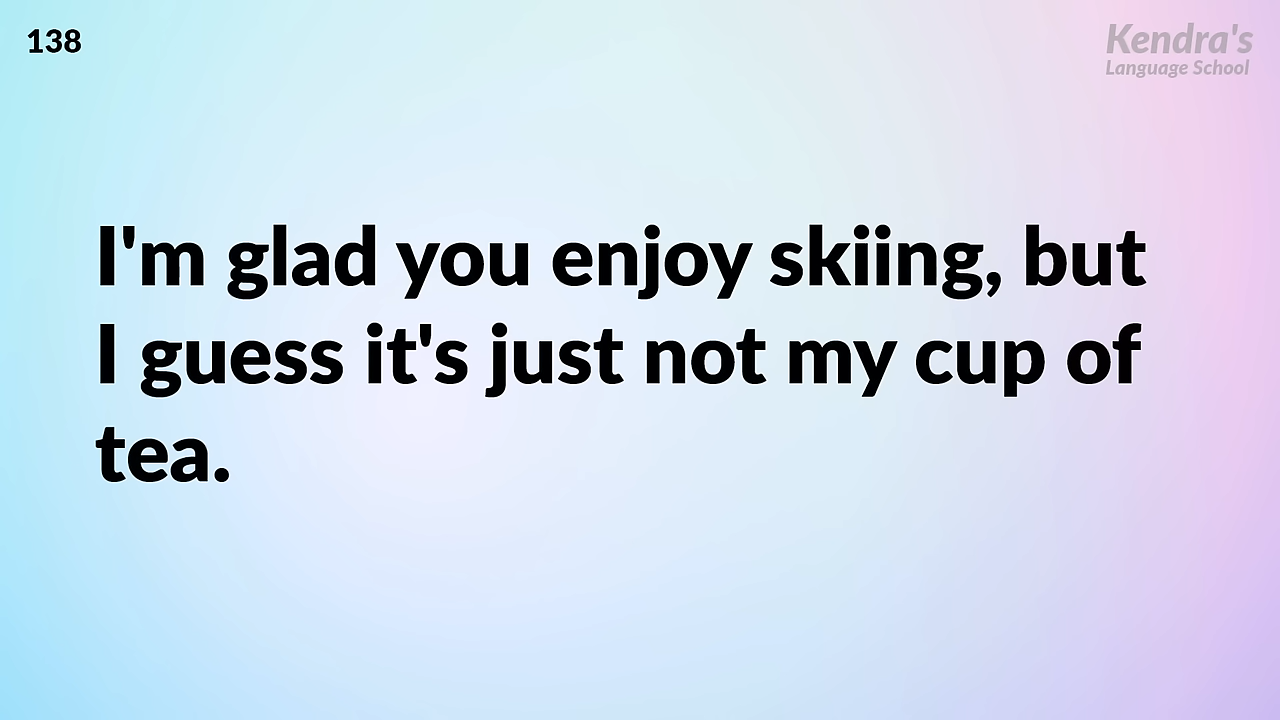 138
Kendra's
Language School
I'm glad you enjoy skiing, but
I guess it's just not my cup of
tea.